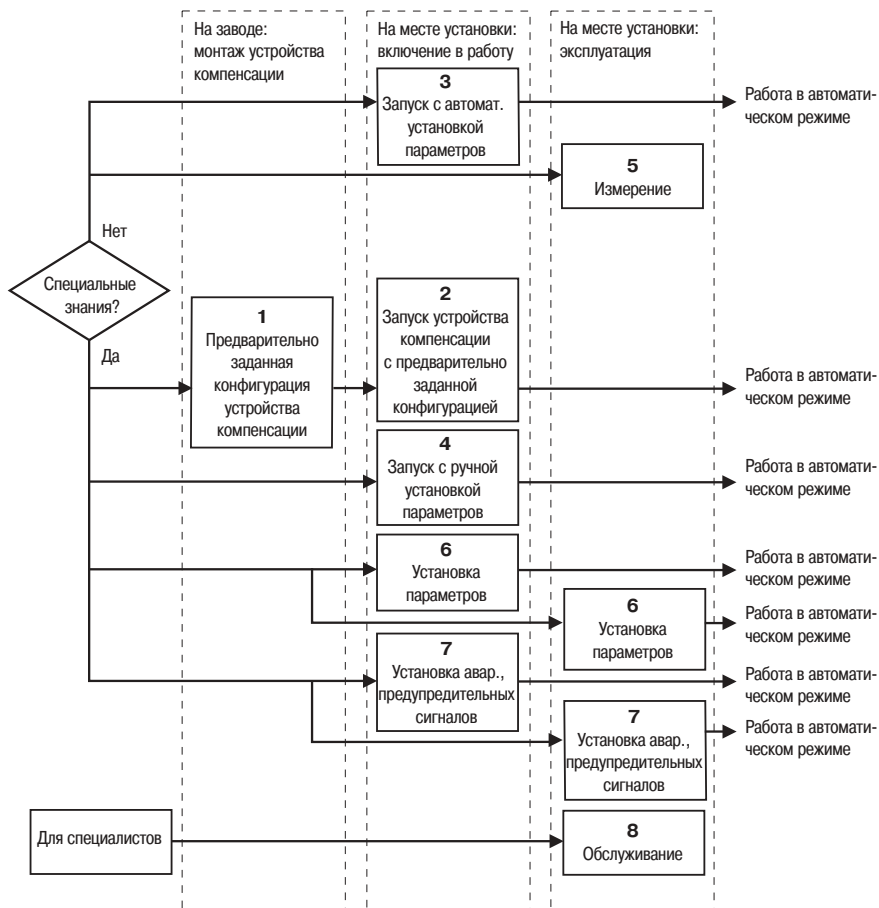 На заводе:
монтаж устройства
компенсации
На месте установки:
включение в работу
На месте установки:
эксплуатация
3
Запуск с автомат.
установкой
параметров
Работа в автомати-
ческом режиме
5
Измерение
Нет
Специальные
знания?
Да
1
Предварительно
заданная
конфигурация
устройства
компенсации
2
Запуск устройства
компенсации
с предварительно
заданной
конфигурацией
Работа в автомати-
ческом режиме
4
Запуск с ручной
установкой
параметров
Работа в автомати-
ческом режиме
6
Установка
параметров
Работа в автомати-
ческом режиме
6
Установка
параметров
Работа в автомати-
ческом режиме
7
Установка авар.,
предупредительных
сигналов
Работа в автомати-
ческом режиме
7
Установка авар.,
предупредительных
сигналов
Работа в автомати-
ческом режиме
Для специалистов
8
Обслуживание